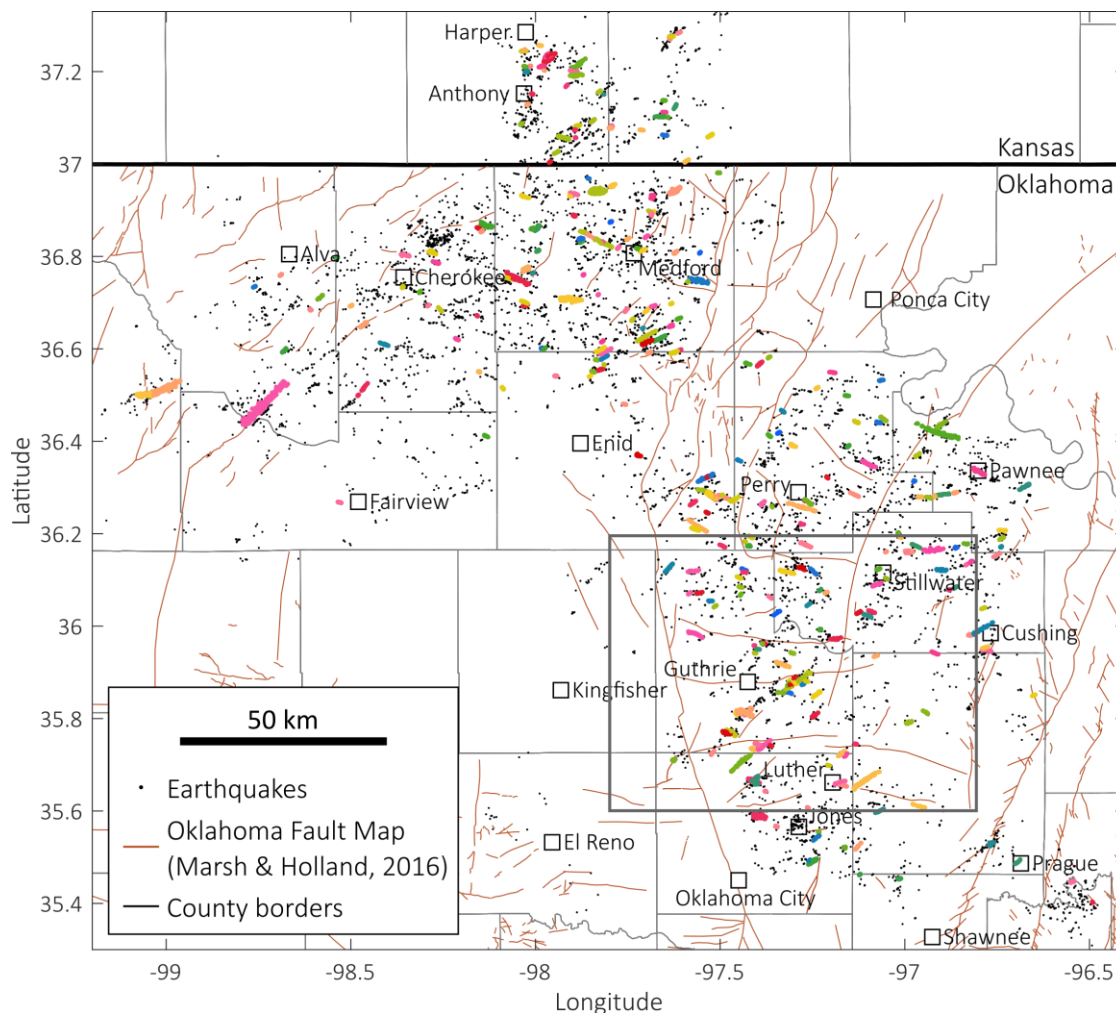 Harper
37.2
Anthony
37
Kansas
Oklahoma
36.8
Alva
Medford
Cherokee
Ponca City
36.6
36.4
Enid
Pawnee
Perry
Fairview
36.2
Stillwater
36
Cushing
Guthrie
Kingfisher
35.8
50 km
Luther
Earthquakes
Jones
35.6
Oklahoma Fault Map
(Marsh & Holland, 2016)
El Reno
Prague
County borders
Oklahoma City
35.4
Shawnee
-99
-98.5
-98
-97.5
-97
-96.5
Latitude
Longitude